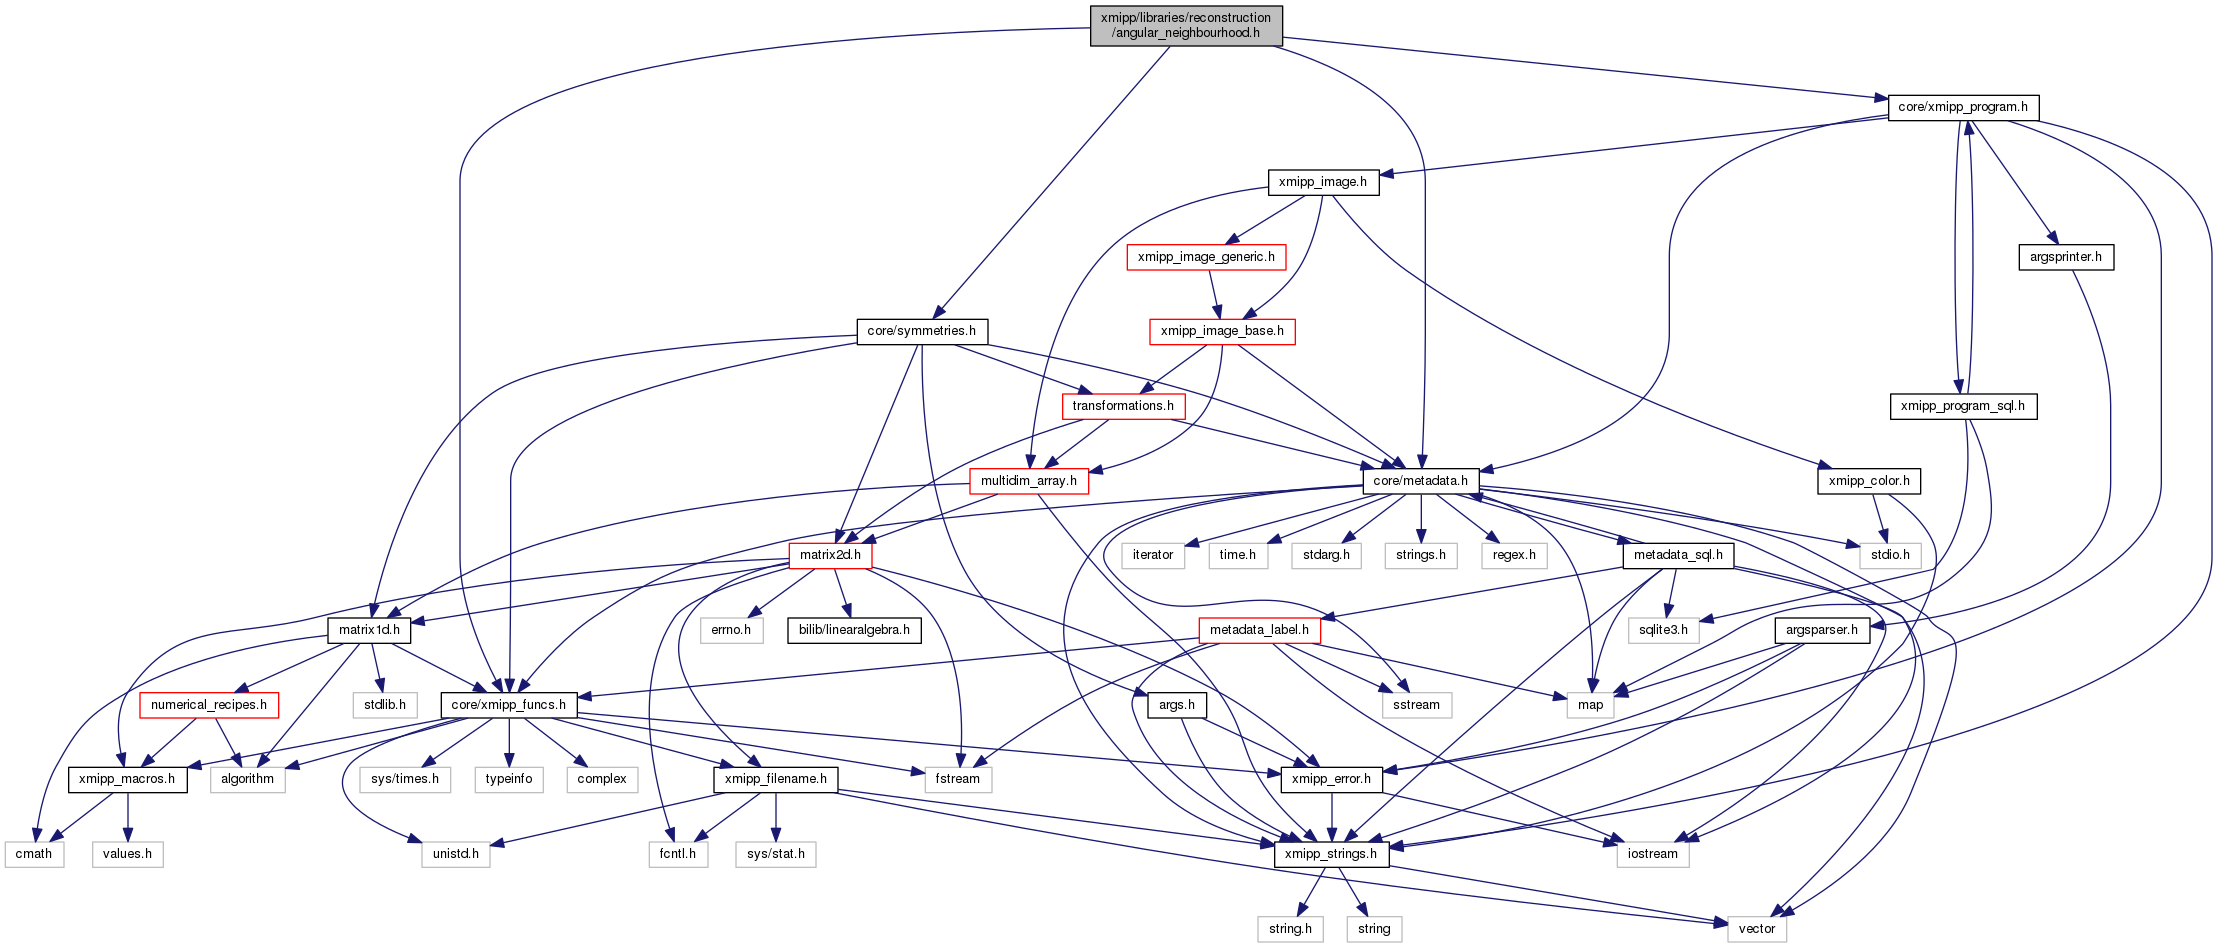 xmipp/libraries/reconstruction
/angular_neighbourhood.h
core/xmipp_program.h
xmipp_image.h
xmipp_image_generic.h
argsprinter.h
core/symmetries.h
xmipp_image_base.h
transformations.h
xmipp_program_sql.h
multidim_array.h
core/metadata.h
xmipp_color.h
matrix2d.h
iterator
time.h
stdarg.h
strings.h
regex.h
metadata_sql.h
stdio.h
matrix1d.h
errno.h
bilib/linearalgebra.h
metadata_label.h
sqlite3.h
argsparser.h
numerical_recipes.h
stdlib.h
core/xmipp_funcs.h
args.h
sstream
map
xmipp_macros.h
algorithm
sys/times.h
typeinfo
complex
xmipp_filename.h
fstream
xmipp_error.h
cmath
values.h
unistd.h
fcntl.h
sys/stat.h
xmipp_strings.h
iostream
string.h
string
vector